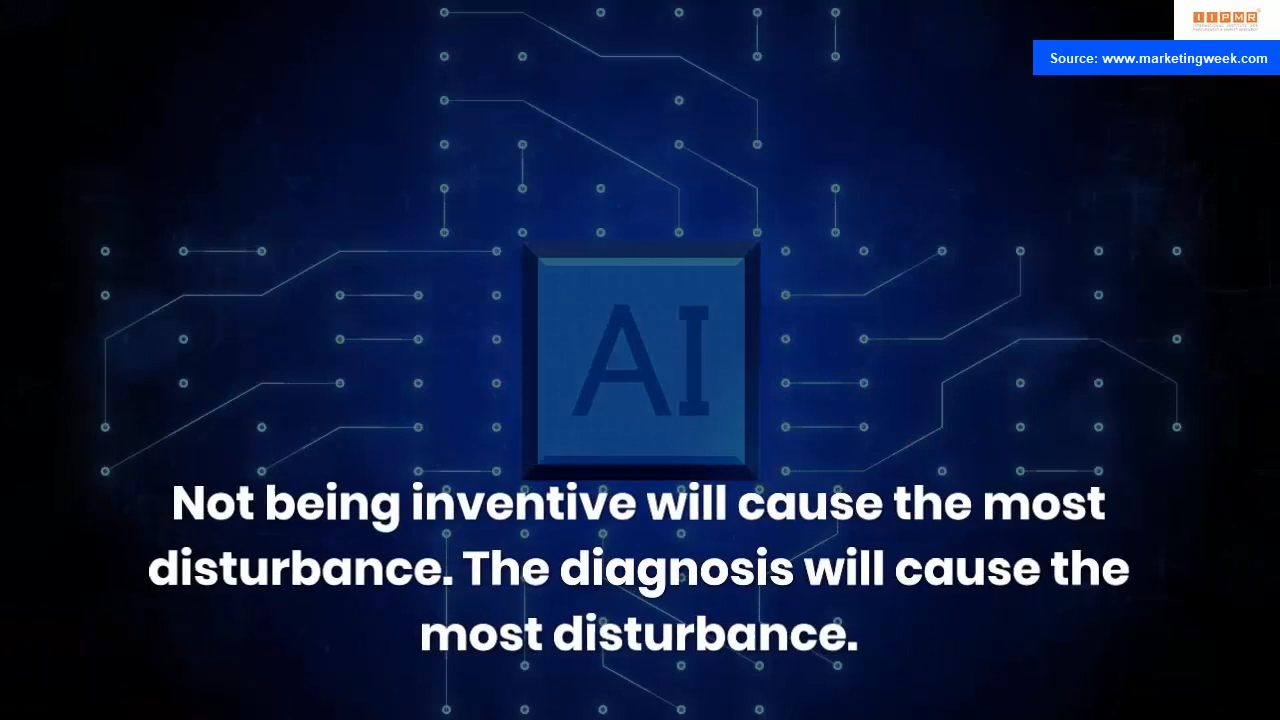 IIPMR
Source: www.marketingweek.com
AI
Not being inventive will cause the most
disturbance. The diagnosis will cause the
most disturbance.